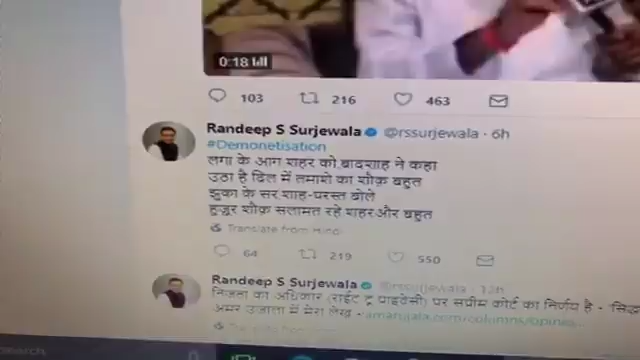 0:18
103 216 463
Randeep S Surjewala @rssurjewala · 6h
#Demonetisation
लगा के आग शहर को बादशाह ने कहा
उठा है दिल में तमाशे का शौक़ बहुत
झुका के सर शाह-परस्त बोले
हुज़ूर शौक़ सलामत रहे शहर और बहुत
Translate from Hindi
64 219 550
Randeep S Surjewala @rssurjewala · 12h
निजता का अधिकार (राईट टू प्राइवेसी) पर सुप्रीम कोर्ट का निर्णय है -
अमर उजाला में मेरा लेख - amarujala.com/columns/opinio...